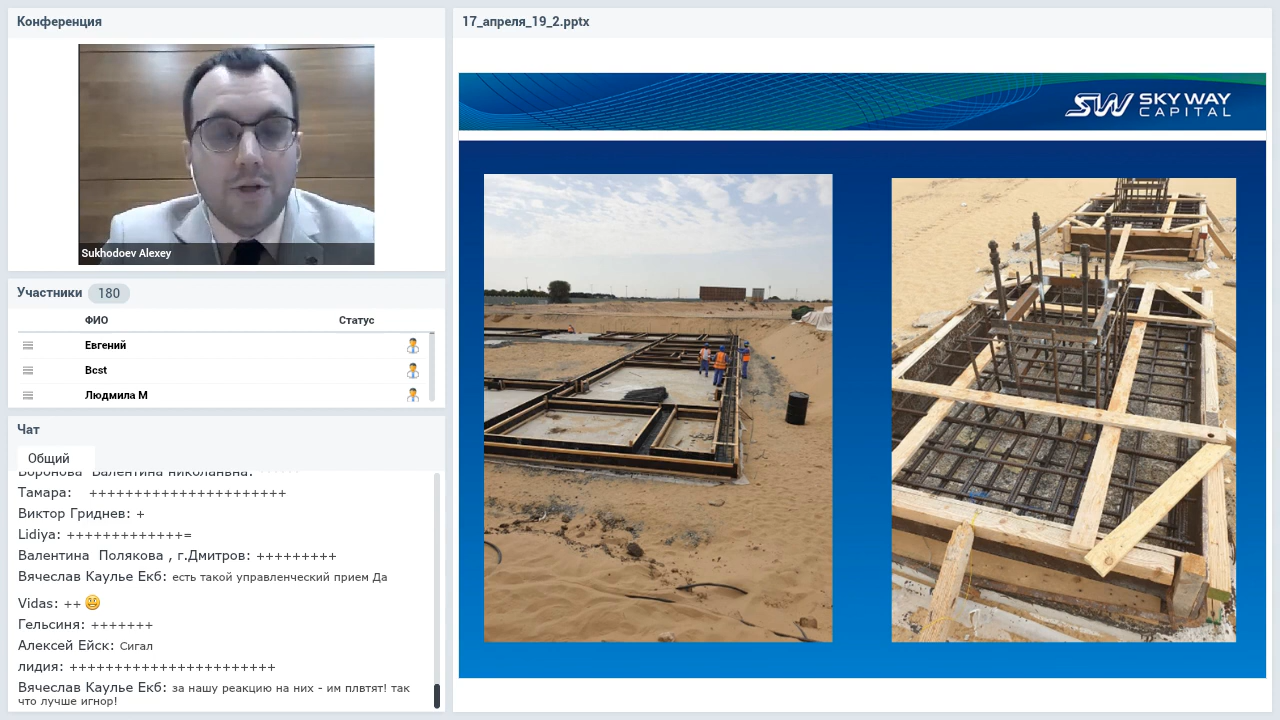 Конференция
Sukhodoev Alexey
Участники 180
ФИО Статус
Евгений
Bcst
Людмила М
Чат
Общий
Тамара: ++++++++++++++++++++++
Виктор Гриднев: +
Lidiya: +++++++++++++=
Валентина Полякова , г.Дмитров: +++++++++
Вячеслав Каулье Екб: есть такой управленческий прием Да
Vidas: ++
Гельсиня: +++++++
Алексей Ейск: Сигал
лидия: +++++++++++++++++++++++
Вячеслав Каулье Екб: за нашу реакцию на них - им плвтят! так
что лучше игнор!
17_апреля_19_2.pptx
SW SKY WAY
CAPITAL